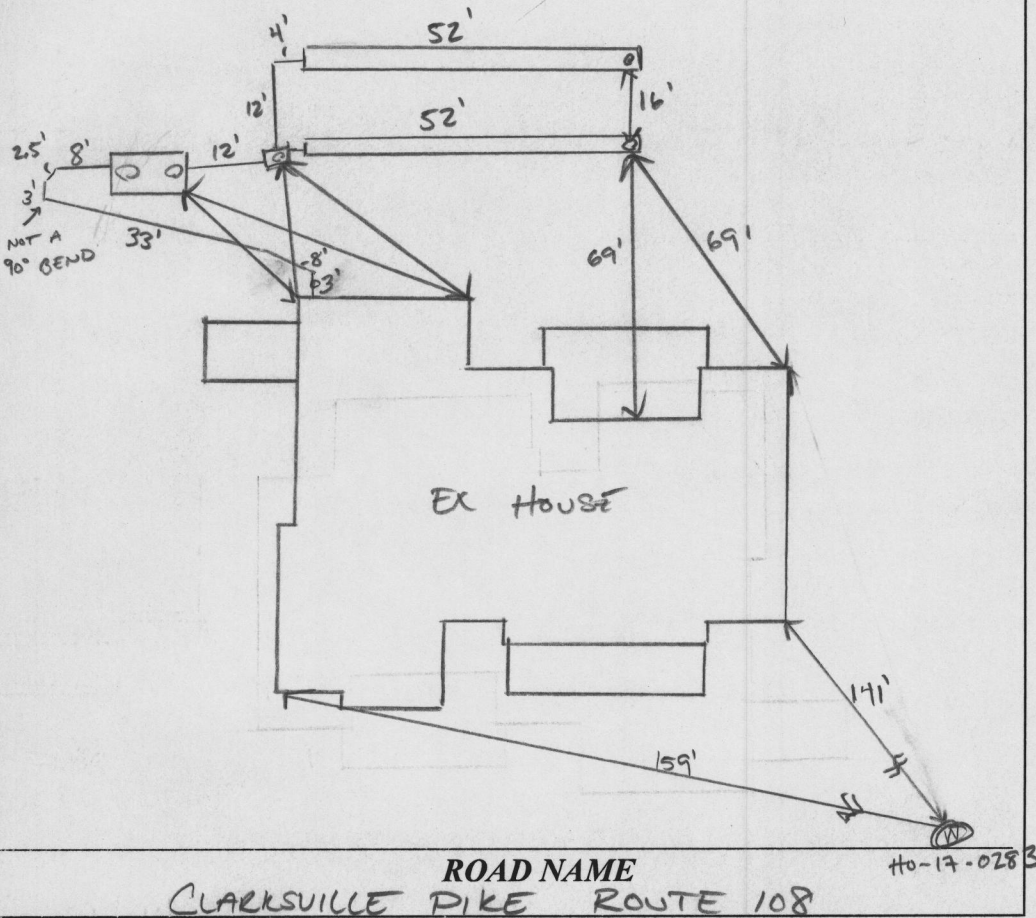 4'
52'
12'
16'
52'
2.5'
8'
12'
3'
NOT A
90° BEND
33'
8'
3'
69'
69'
EX HOUSE
141'
159'
W
HO-17-0283
ROAD NAME
CLARKSVILLE PIKE ROUTE 108